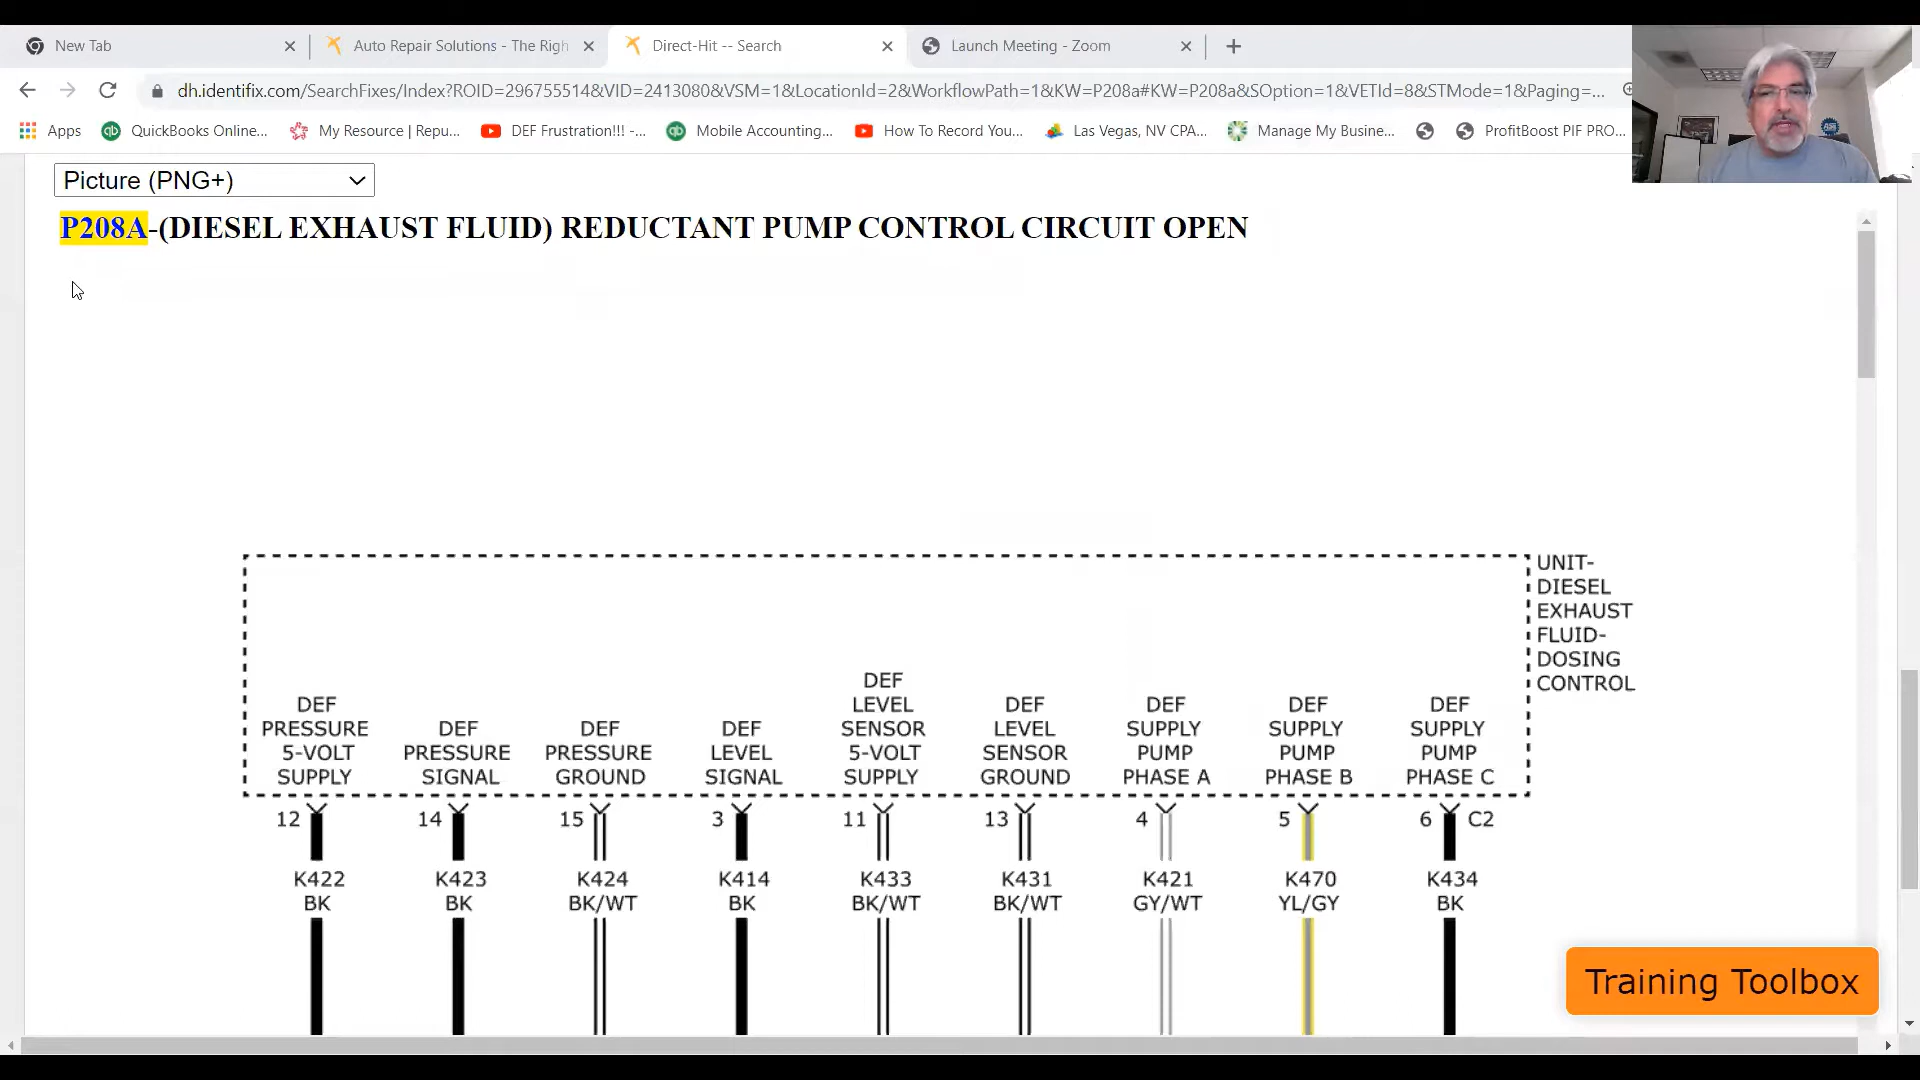 New Tab
Auto Repair Solutions - The Righ
Direct-Hit -- Search
Launch Meeting - Zoom
dh.identifix.com/SearchFixes/Index?ROID=296755514&VID=2413080&VSM=1&LocationId=2&WorkflowPath=1&KW=P208a#KW=P208a&SOption=1&VETId=8&STMode=1&Paging=...
Apps
QuickBooks Online...
My Resource | Repu...
DEF Frustration!!! -...
Mobile Accounting...
How To Record You...
Las Vegas, NV CPA...
Manage My Busine...
ProfitBoost PIF PRO...
Picture (PNG+)
P208A-(DIESEL EXHAUST FLUID) REDUCTANT PUMP CONTROL CIRCUIT OPEN
UNIT-
DIESEL
EXHAUST
FLUID-
DOSING
CONTROL
DEF
PRESSURE
5-VOLT
SUPPLY
DEF
PRESSURE
SIGNAL
DEF
PRESSURE
GROUND
DEF
LEVEL
SIGNAL
DEF
LEVEL
SENSOR
5-VOLT
SUPPLY
DEF
LEVEL
SENSOR
GROUND
DEF
SUPPLY
PUMP
PHASE A
DEF
SUPPLY
PUMP
PHASE B
DEF
SUPPLY
PUMP
PHASE C
12
14
15
3
11
13
4
5
6
C2
K422
BK
K423
BK
K424
BK/WT
K414
BK
K433
BK/WT
K431
BK/WT
K421
GY/WT
K470
YL/GY
K434
BK
Training Toolbox